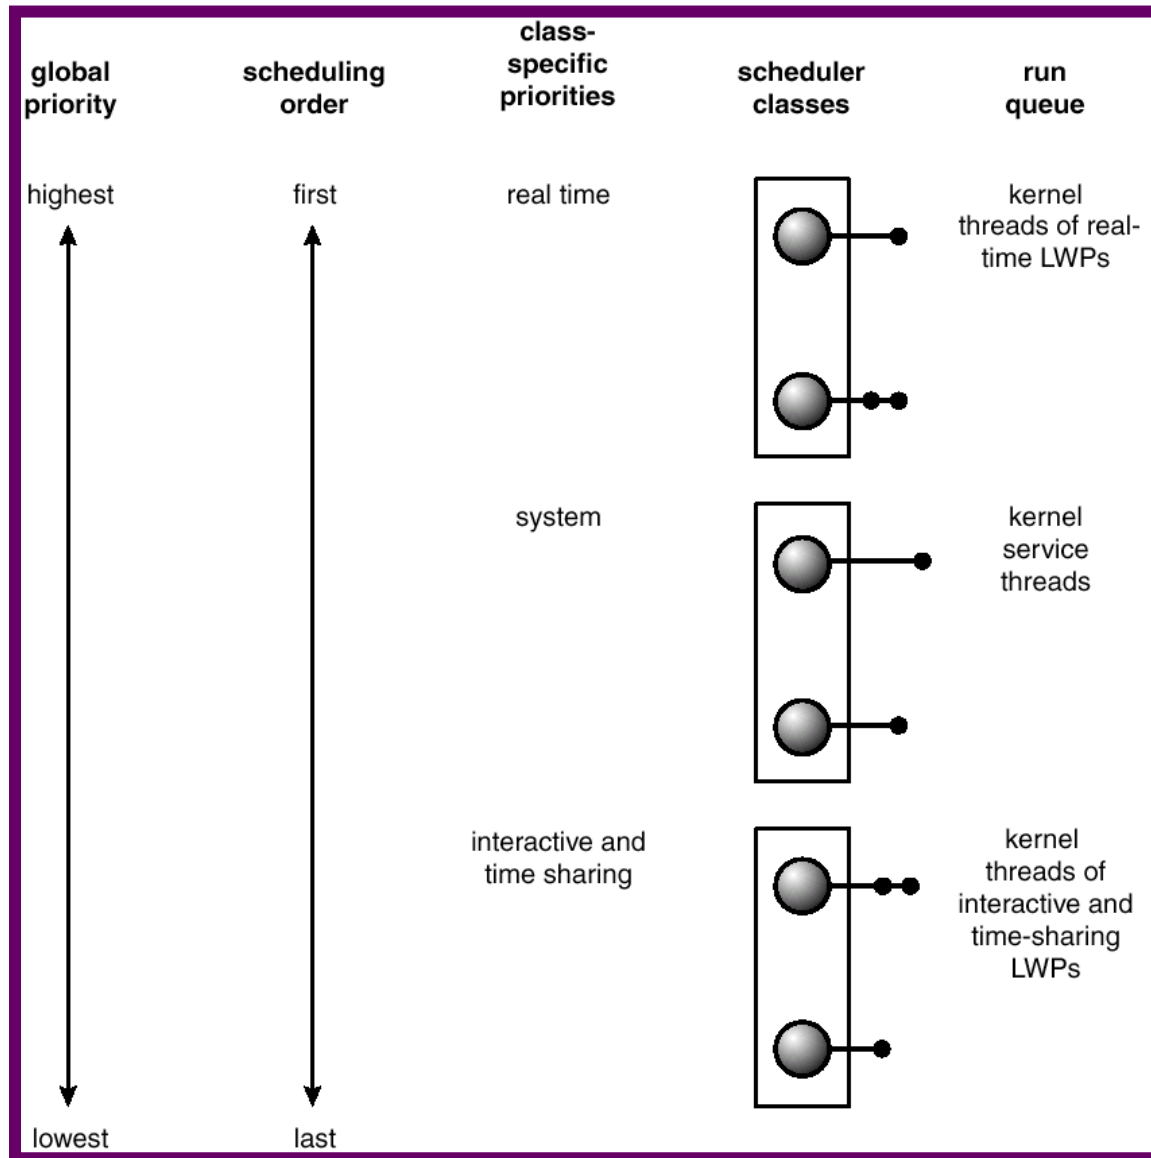 global
priority
scheduling
order
class-
specific
priorities
scheduler
classes
run
queue
highest
first
real time
kernel
threads of real-
time LWPs
system
kernel
service
threads
interactive and
time sharing
kernel
threads of
interactive and
time-sharing
LWPs
lowest
last